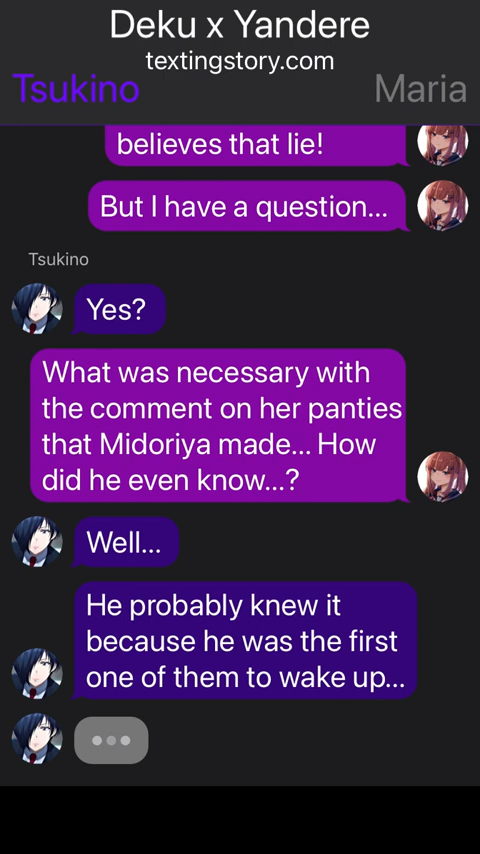 Deku x Yandere
textingstory.com
Tsukino
Maria
believes that lie!
But I have a question...
Tsukino
Yes?
What was necessary with
the comment on her panties
that Midoriya made... How
did he even know...?
Well...
He probably knew it
because he was the first
one of them to wake up...